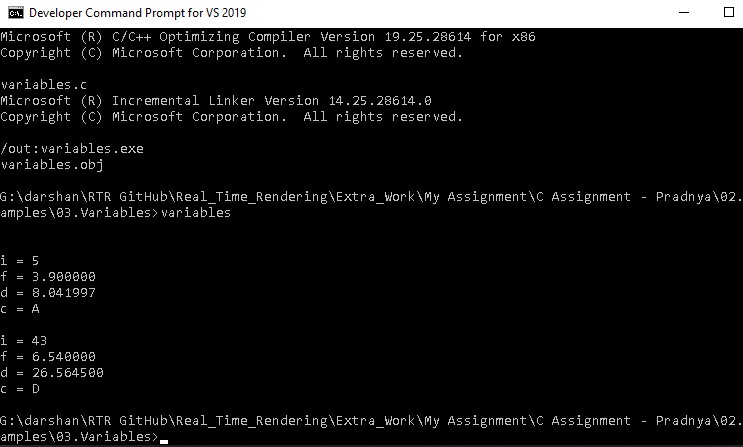 Developer Command Prompt for VS 2019
Microsoft (R) C/C++ Optimizing Compiler Version 19.25.28614 for x86
Copyright (C) Microsoft Corporation.  All rights reserved.
variables.c
Microsoft (R) Incremental Linker Version 14.25.28614.0
Copyright (C) Microsoft Corporation.  All rights reserved.
/out:variables.exe
variables.obj
G:\darshan\RTR GitHub\Real_Time_Rendering\Extra_Work\My Assignment\C Assignment - Pradnya\02.
amples\03.Variables>variables
i = 5
f = 3.900000
d = 8.041997
c = A
i = 43
f = 6.540000
d = 26.564500
c = D
G:\darshan\RTR GitHub\Real_Time_Rendering\Extra_Work\My Assignment\C Assignment - Pradnya\02.
amples\03.Variables>